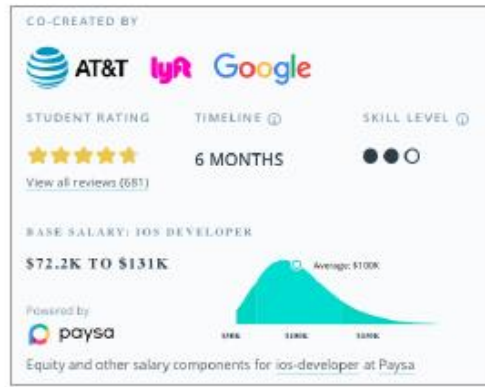 CO-CREATED BY
AT&T lyft Google
STUDENT RATING TIMELINE SKILL LEVEL
6 MONTHS
View all reviews (681)
BASE SALARY: IOS DEVELOPER
$72.2K TO $131K
Average: $100K
Powered by
paysa
Equity and other salary components for ios-developer at Paysa